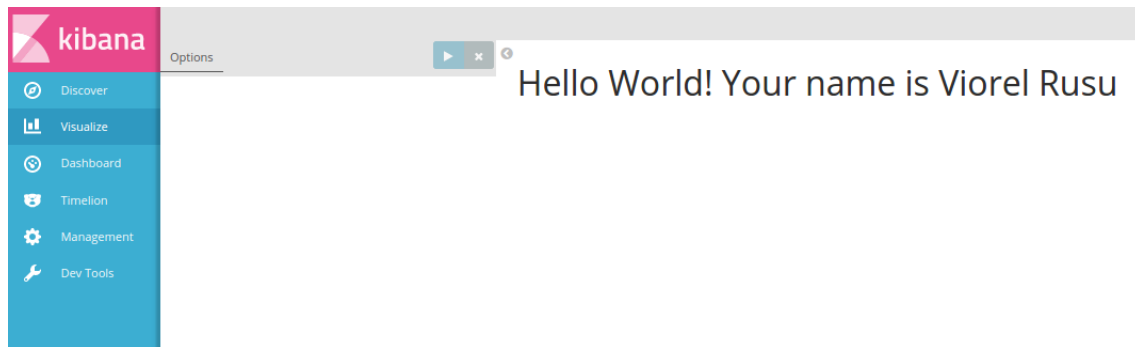 kibana
Options
Hello World! Your name is Viorel Rusu
Discover
Visualize
Dashboard
Timelion
Management
Dev Tools